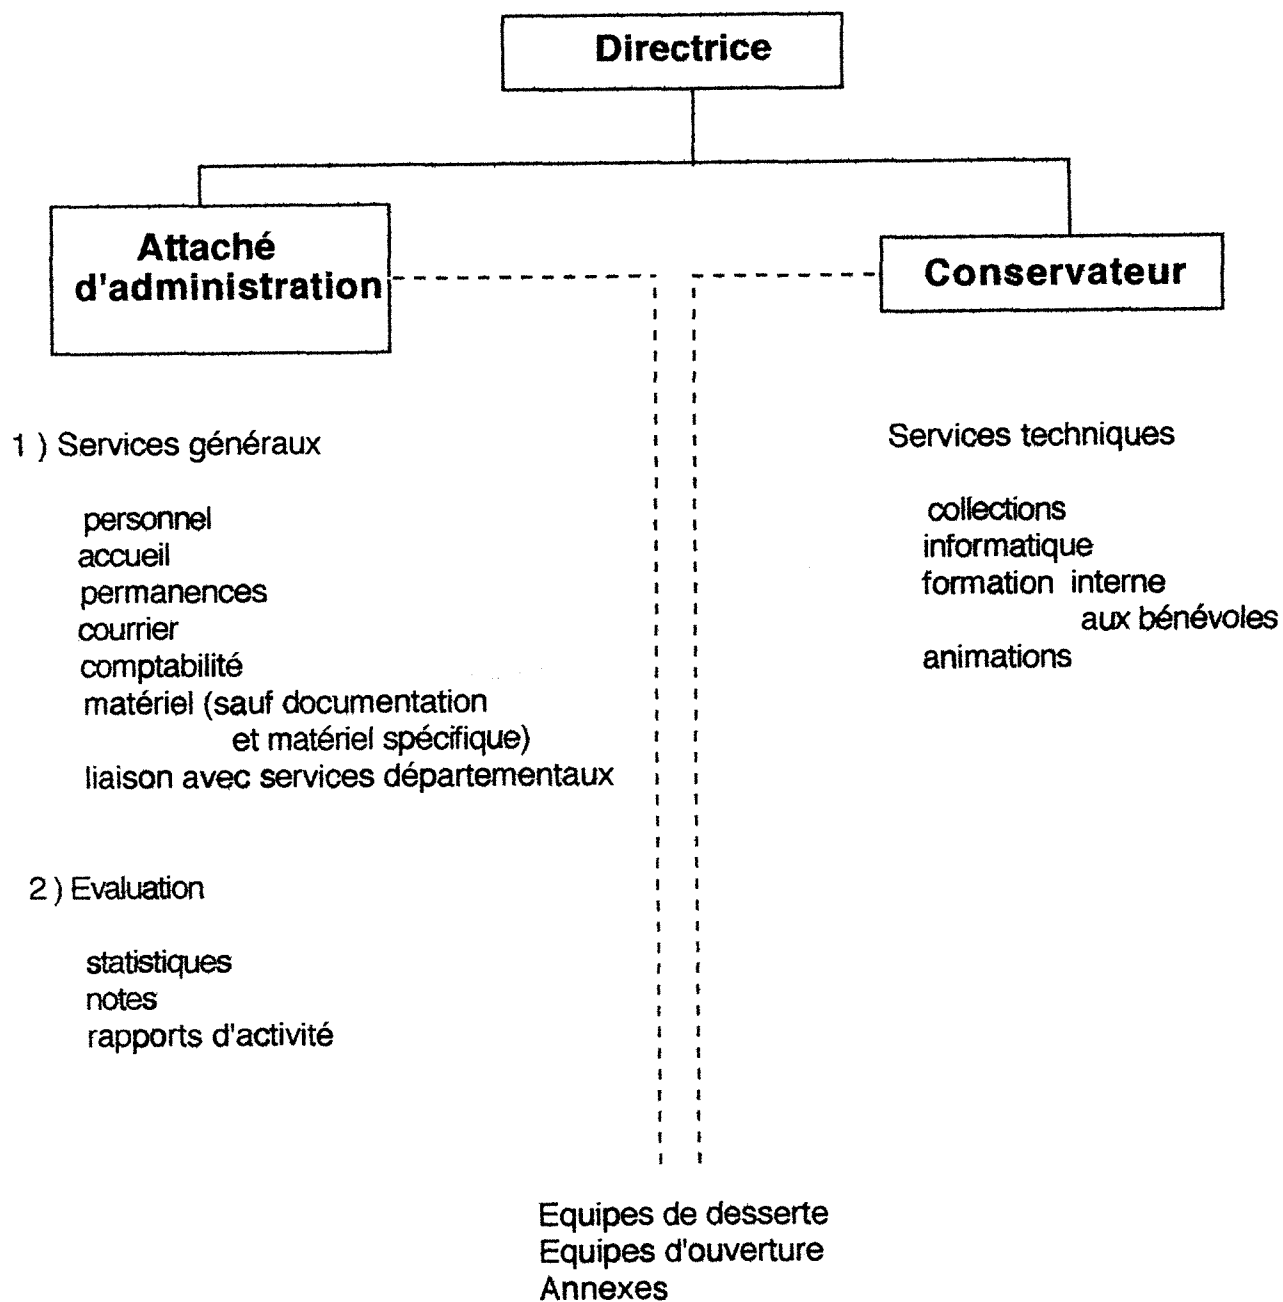 Directrice
Attaché
d'administration
Conservateur
1 ) Services généraux
personnel
accueil
permanences
courrier
comptabilité
matériel (sauf documentation
et matériel spécifique)
liaison avec services départementaux
2 ) Evaluation
statistiques
notes
rapports d'activité
Services techniques
collections
informatique
formation interne
aux bénévoles
animations
Equipes de desserte
Equipes d'ouverture
Annexes